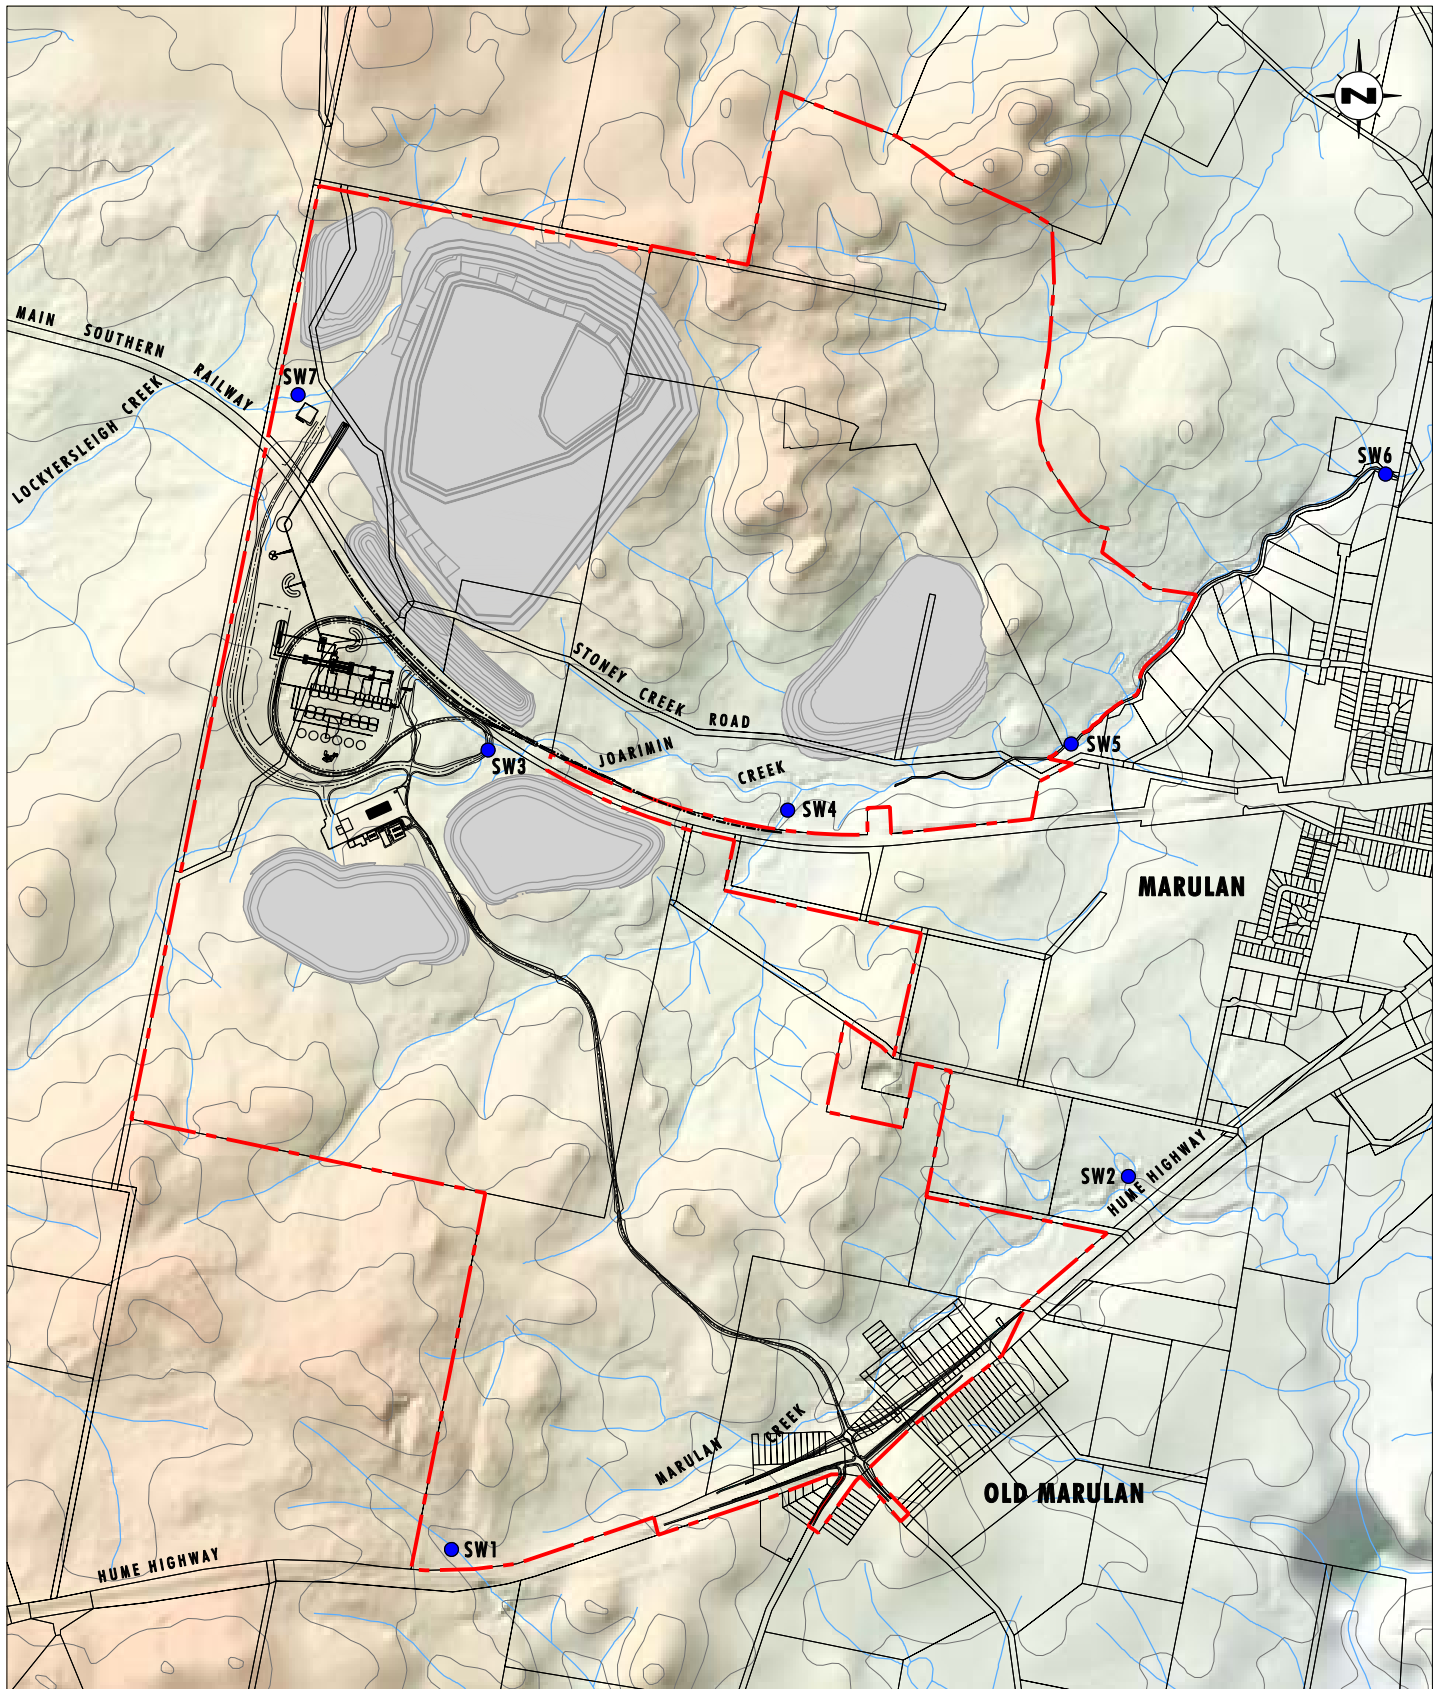 N
MAIN SOUTHERN RAILWAY
SW7
LOCKYERSLEIGH CREEK
SW6
STONEY CREEK ROAD
SW5
JOARIMIN CREEK
SW3
SW4
MARULAN
SW2
HUME HIGHWAY
MARULAN CREEK
OLD MARULAN
SW1
HUME HIGHWAY